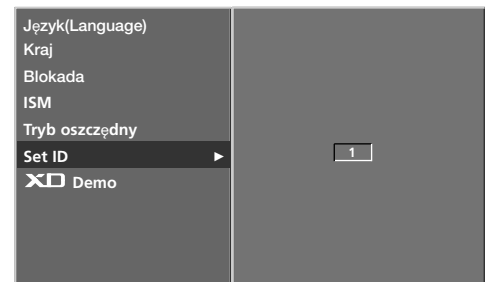 Język(Language)
Kraj
Blokada
ISM
Tryb oszczędny
Set ID ►
1
XD Demo